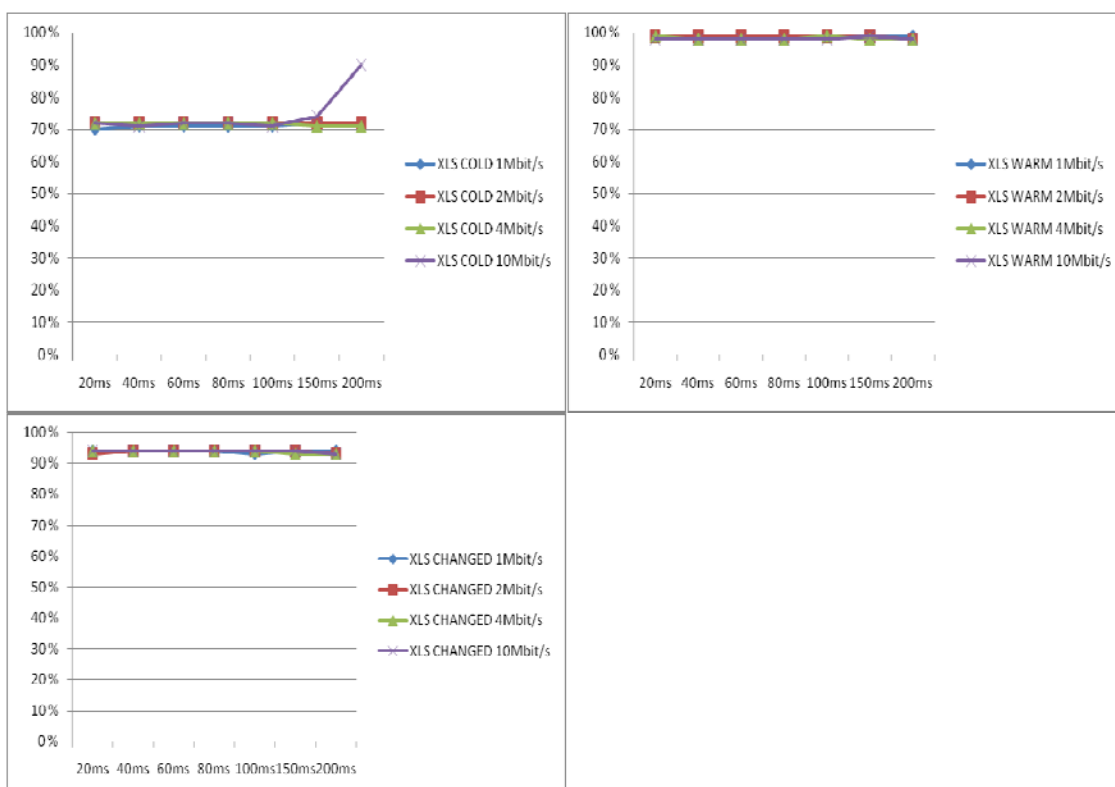 100%
90%
80%
70%
60%
50%
40%
30%
20%
10%
0%
20ms 40ms 60ms 80ms 100ms 150ms 200ms
XLS COLD 1Mbit/s
XLS COLD 2Mbit/s
XLS COLD 4Mbit/s
XLS COLD 10Mbit/s
100%
90%
80%
70%
60%
50%
40%
30%
20%
10%
0%
20ms 40ms 60ms 80ms 100ms 150ms 200ms
XLS WARM 1Mbit/s
XLS WARM 2Mbit/s
XLS WARM 4Mbit/s
XLS WARM 10Mbit/s
100%
90%
80%
70%
60%
50%
40%
30%
20%
10%
0%
20ms 40ms 60ms 80ms 100ms 150ms 200ms
XLS CHANGED 1Mbit/s
XLS CHANGED 2Mbit/s
XLS CHANGED 4Mbit/s
XLS CHANGED 10Mbit/s